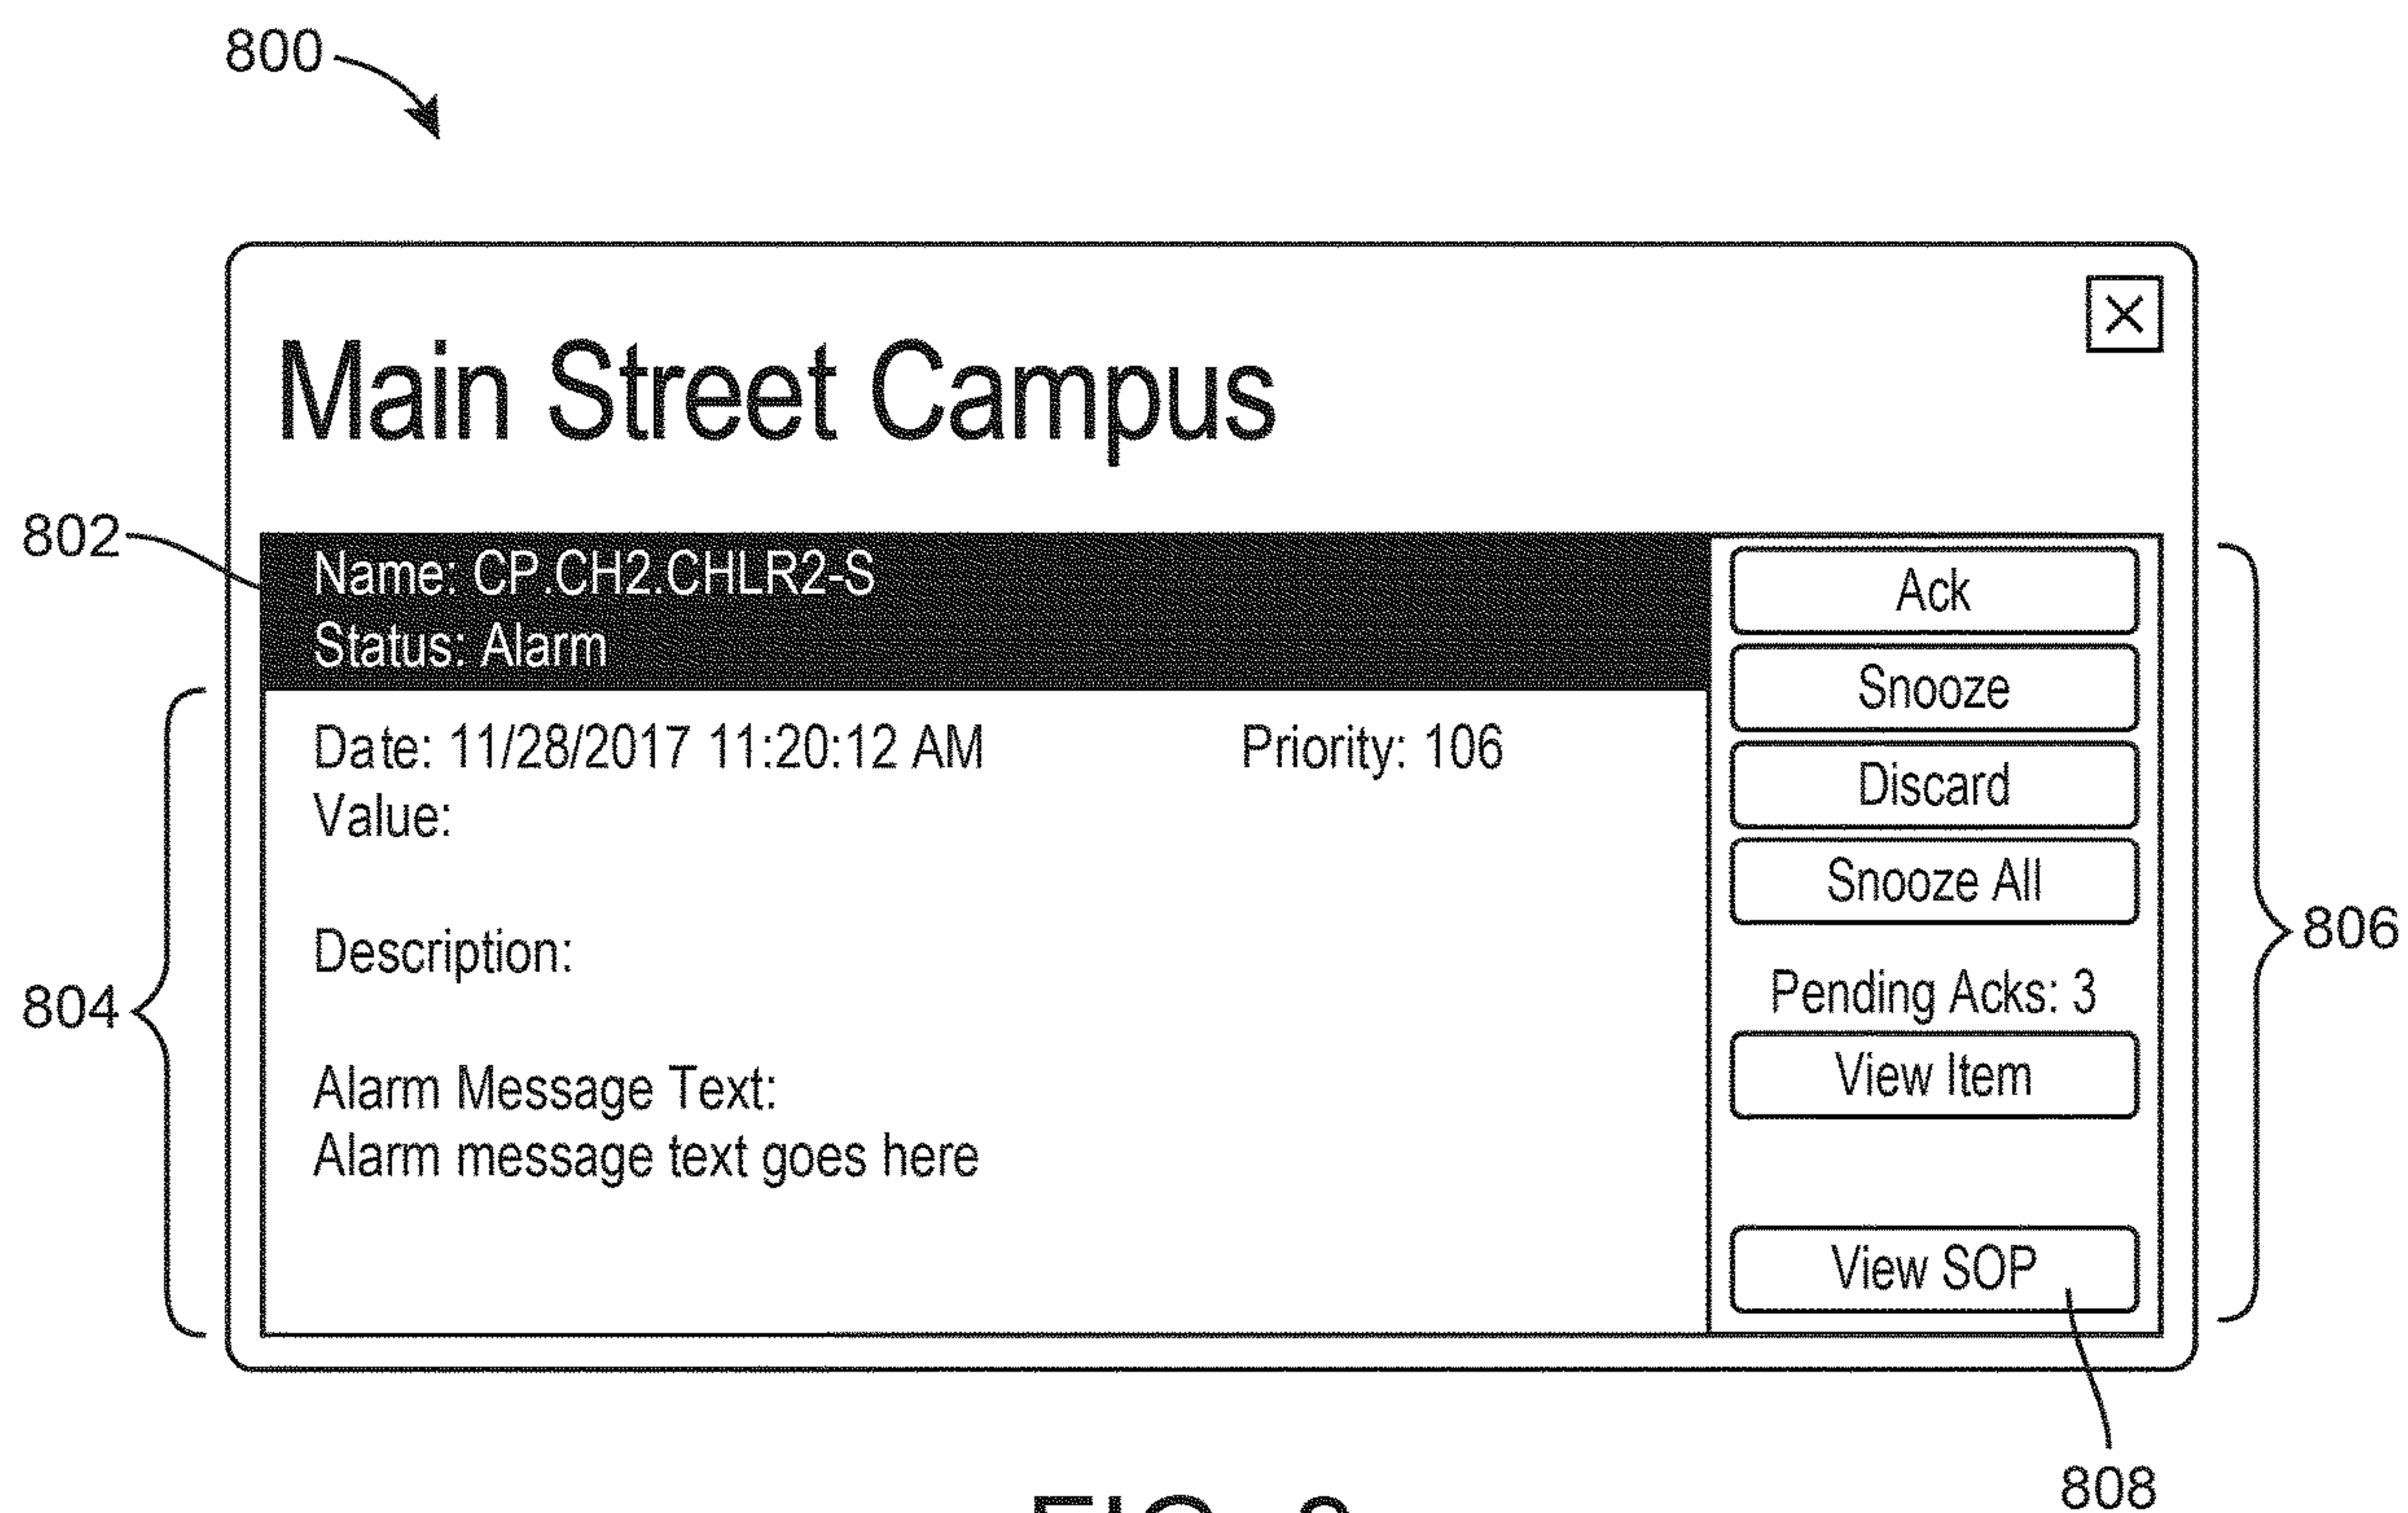 800
Main Street Campus
802
Name: CP.CH2.CHLR2-S
Status: Alarm
Date: 11/28/2017 11:20:12 AM Priority: 106
Value:
Description:
Alarm Message Text:
Alarm message text goes here
804
Ack
Snooze
Discard
Snooze All
Pending Acks: 3
View Item
View SOP
806
808